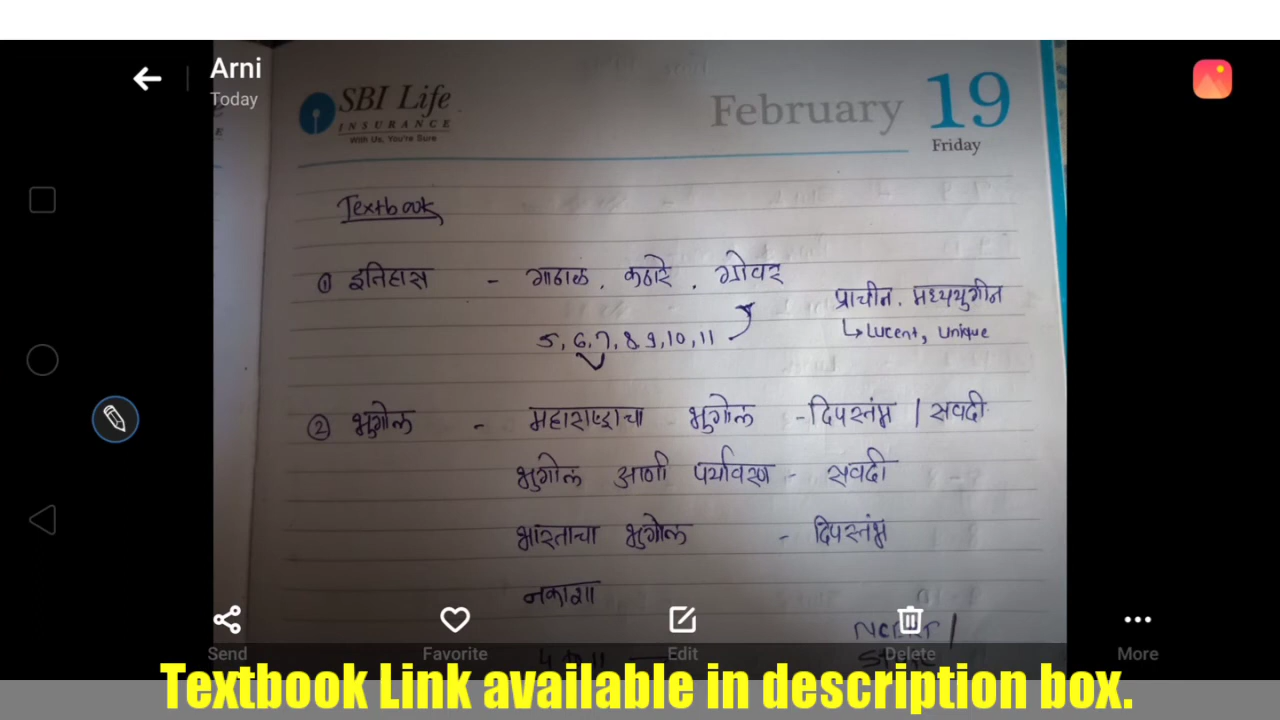 Arni
Today
SBI Life
INSURANCE
With Us, You're Sure
February 19
Friday
Textbook
① इतिहास - गाठाळ, कठारे, ग्रोवर
प्राचीन, मध्ययुगीन
↳ Lucent, Unique
5, 6, 7, 8, 9, 10, 11
② भुगोल - महाराष्ट्राचा भुगोल - दिपस्तंभ / सवदी
भुगोल आणी पर्यावरण - सवदी
भारताचा भुगोल - दिपस्तंभ
नकाशा
Send
Favorite
Edit
Delete
More
Textbook Link available in description box.